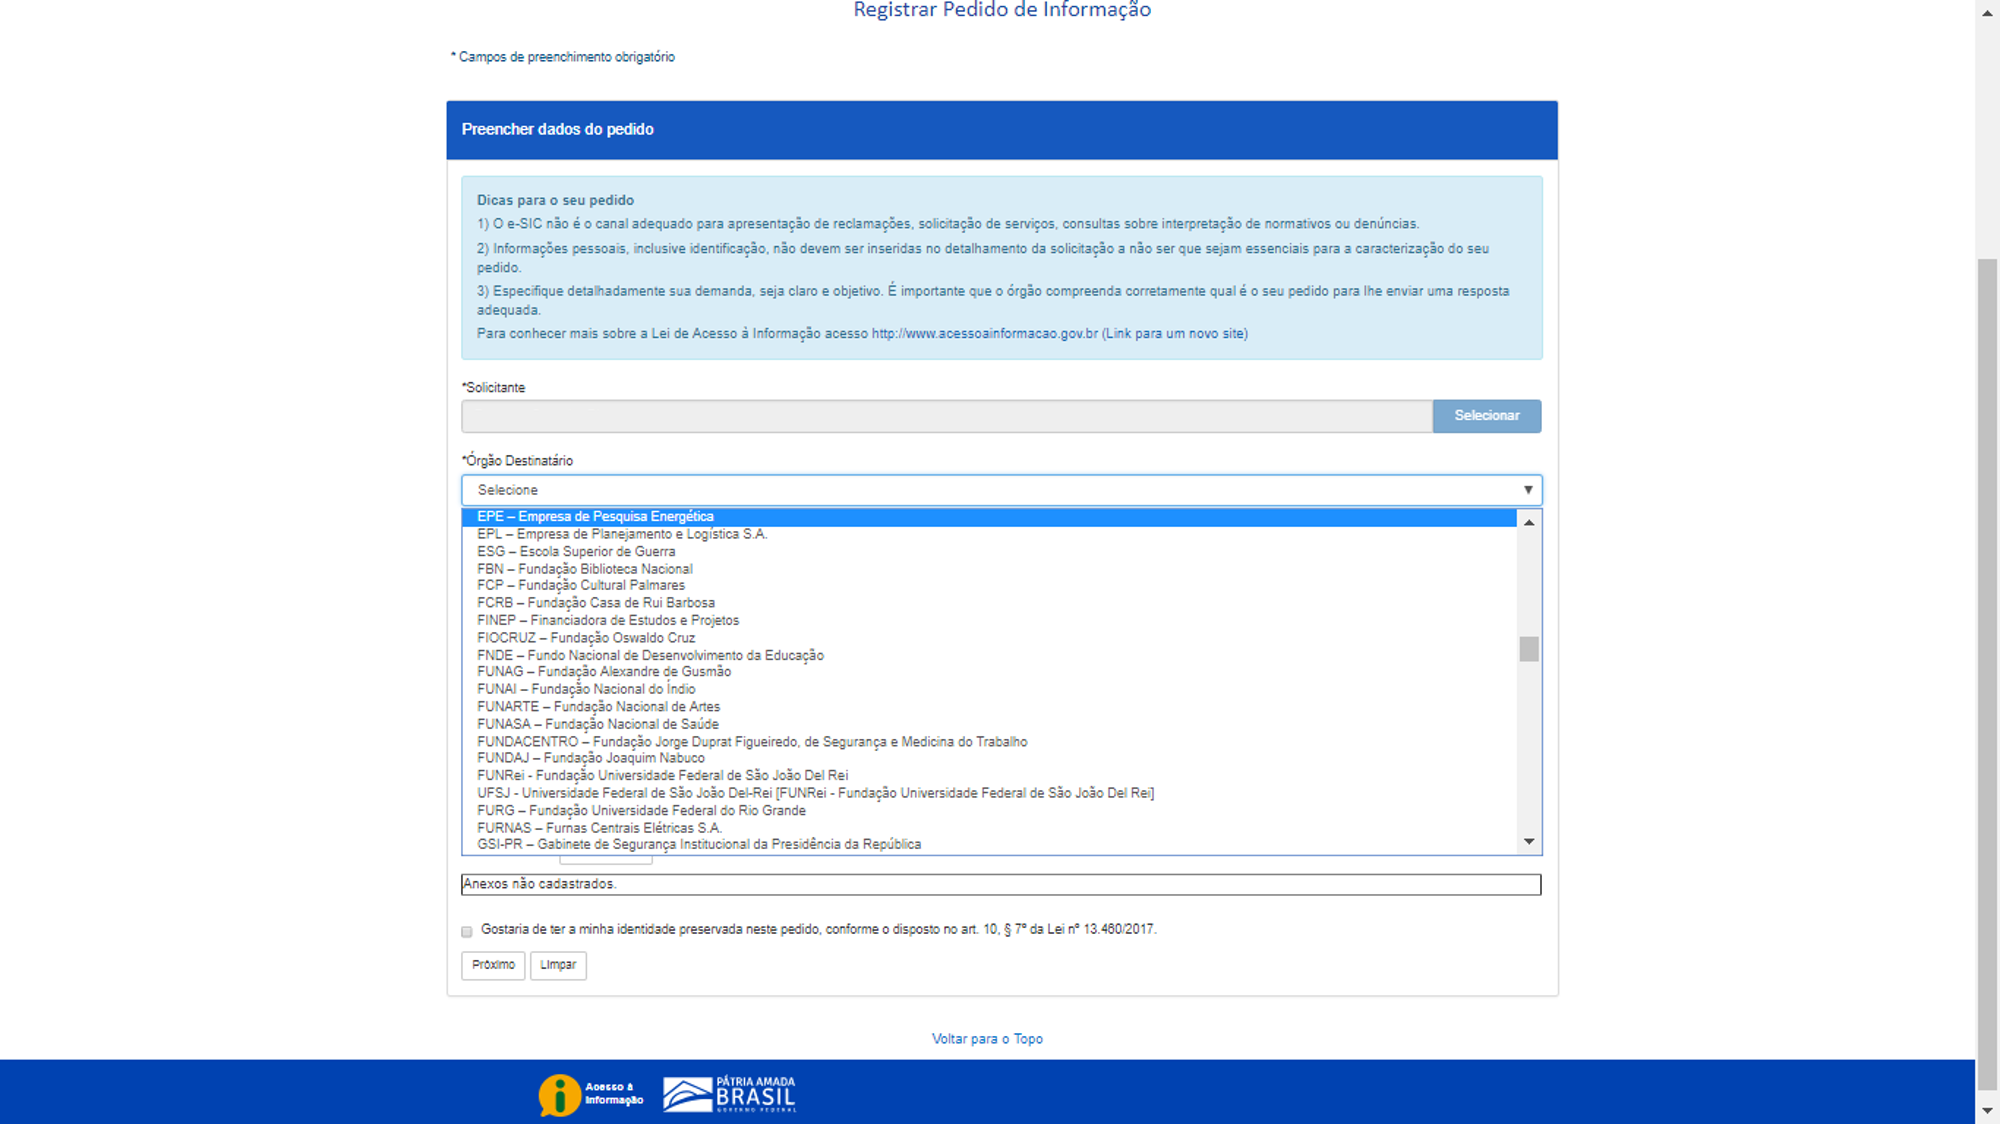 Registrar Pedido de Informação
* Campos de preenchimento obrigatório
Preencher dados do pedido
Dicas para o seu pedido
1) O e-SIC não é o canal adequado para apresentação de reclamações, solicitação de serviços, consultas sobre interpretação de normativos ou denúncias.
2) Informações pessoais, inclusive identificação, não devem ser inseridas no detalhamento da solicitação a não ser que sejam essenciais para a caracterização do seu
pedido.
3) Especifique detalhadamente sua demanda, seja claro e objetivo. É importante que o órgão compreenda corretamente qual é o seu pedido para lhe enviar uma resposta
adequada.
Para conhecer mais sobre a Lei de Acesso à Informação acesso http://www.acessoainformacao.gov.br (Link para um novo site)
*Solicitante
Selecionar
*Órgão Destinatário
Selecione
EPE – Empresa de Pesquisa Energética
EPL – Empresa de Planejamento e Logística S.A.
ESG – Escola Superior de Guerra
FBN – Fundação Biblioteca Nacional
FCP – Fundação Cultural Palmares
FCRB – Fundação Casa de Rui Barbosa
FINEP – Financiadora de Estudos e Projetos
FIOCRUZ – Fundação Oswaldo Cruz
FNDE – Fundo Nacional de Desenvolvimento da Educação
FUNAG – Fundação Alexandre de Gusmão
FUNAI – Fundação Nacional do Índio
FUNARTE – Fundação Nacional de Artes
FUNASA – Fundação Nacional de Saúde
FUNDACENTRO – Fundação Jorge Duprat Figueiredo, de Segurança e Medicina do Trabalho
FUNDAJ – Fundação Joaquim Nabuco
FUNRei - Fundação Universidade Federal de São João Del Rei
UFSJ - Universidade Federal de São João Del-Rei [FUNRei - Fundação Universidade Federal de São João Del Rei]
FURG – Fundação Universidade Federal do Rio Grande
FURNAS – Furnas Centrais Elétricas S.A.
GSI-PR – Gabinete de Segurança Institucional da Presidência da República
Anexos não cadastrados.
Gostaria de ter a minha identidade preservada neste pedido, conforme o disposto no art. 10, § 7º da Lei nº 13.460/2017.
Próximo Limpar
Voltar para o Topo
Acesso à
Informação
PÁTRIA AMADA
BRASIL
GOVERNO FEDERAL